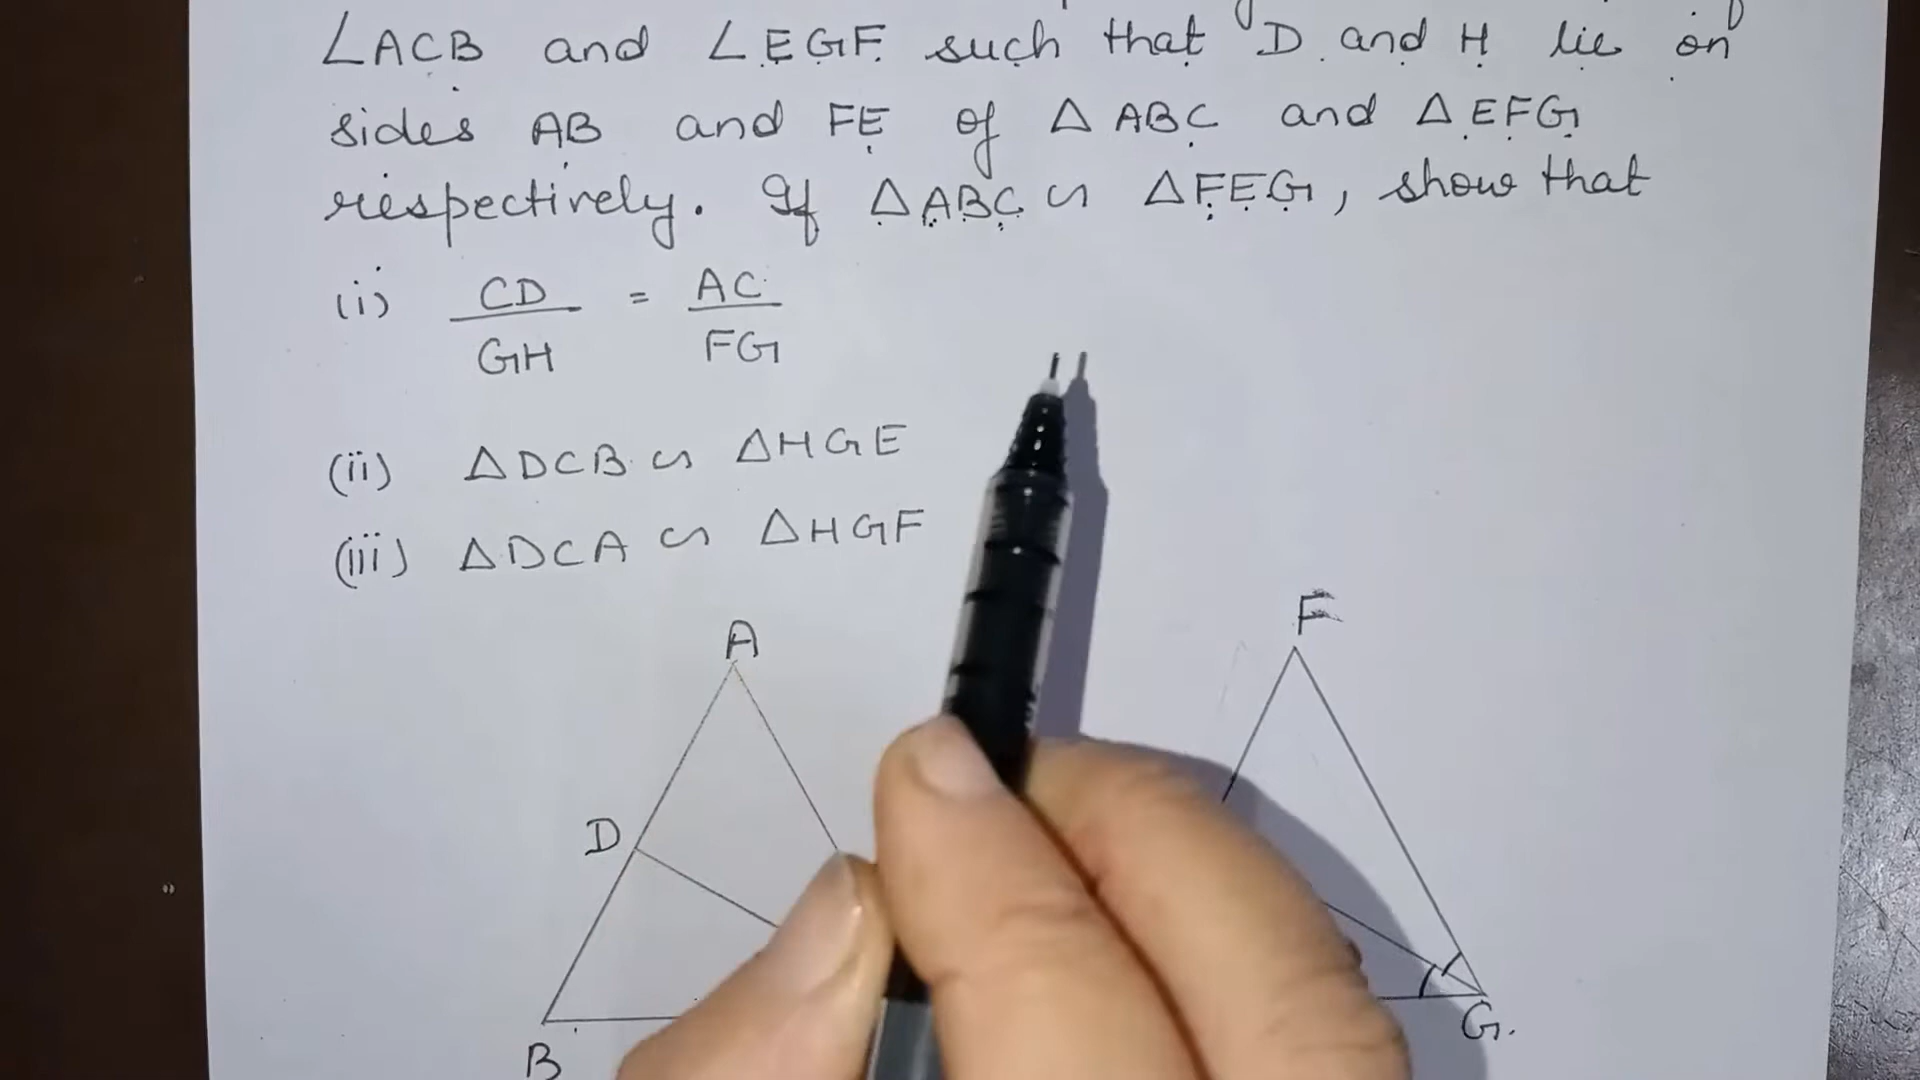 ∠ACB and ∠EGF such that D and H lie on
sides AB and FE of △ABC and △EFG
respectively. If △ABC ∽ △FEG, show that
(i) CD/GH = AC/FG
(ii) △DCB ∽ △HGE
(iii) △DCA ∽ △HGF
A
F
D
G.
B